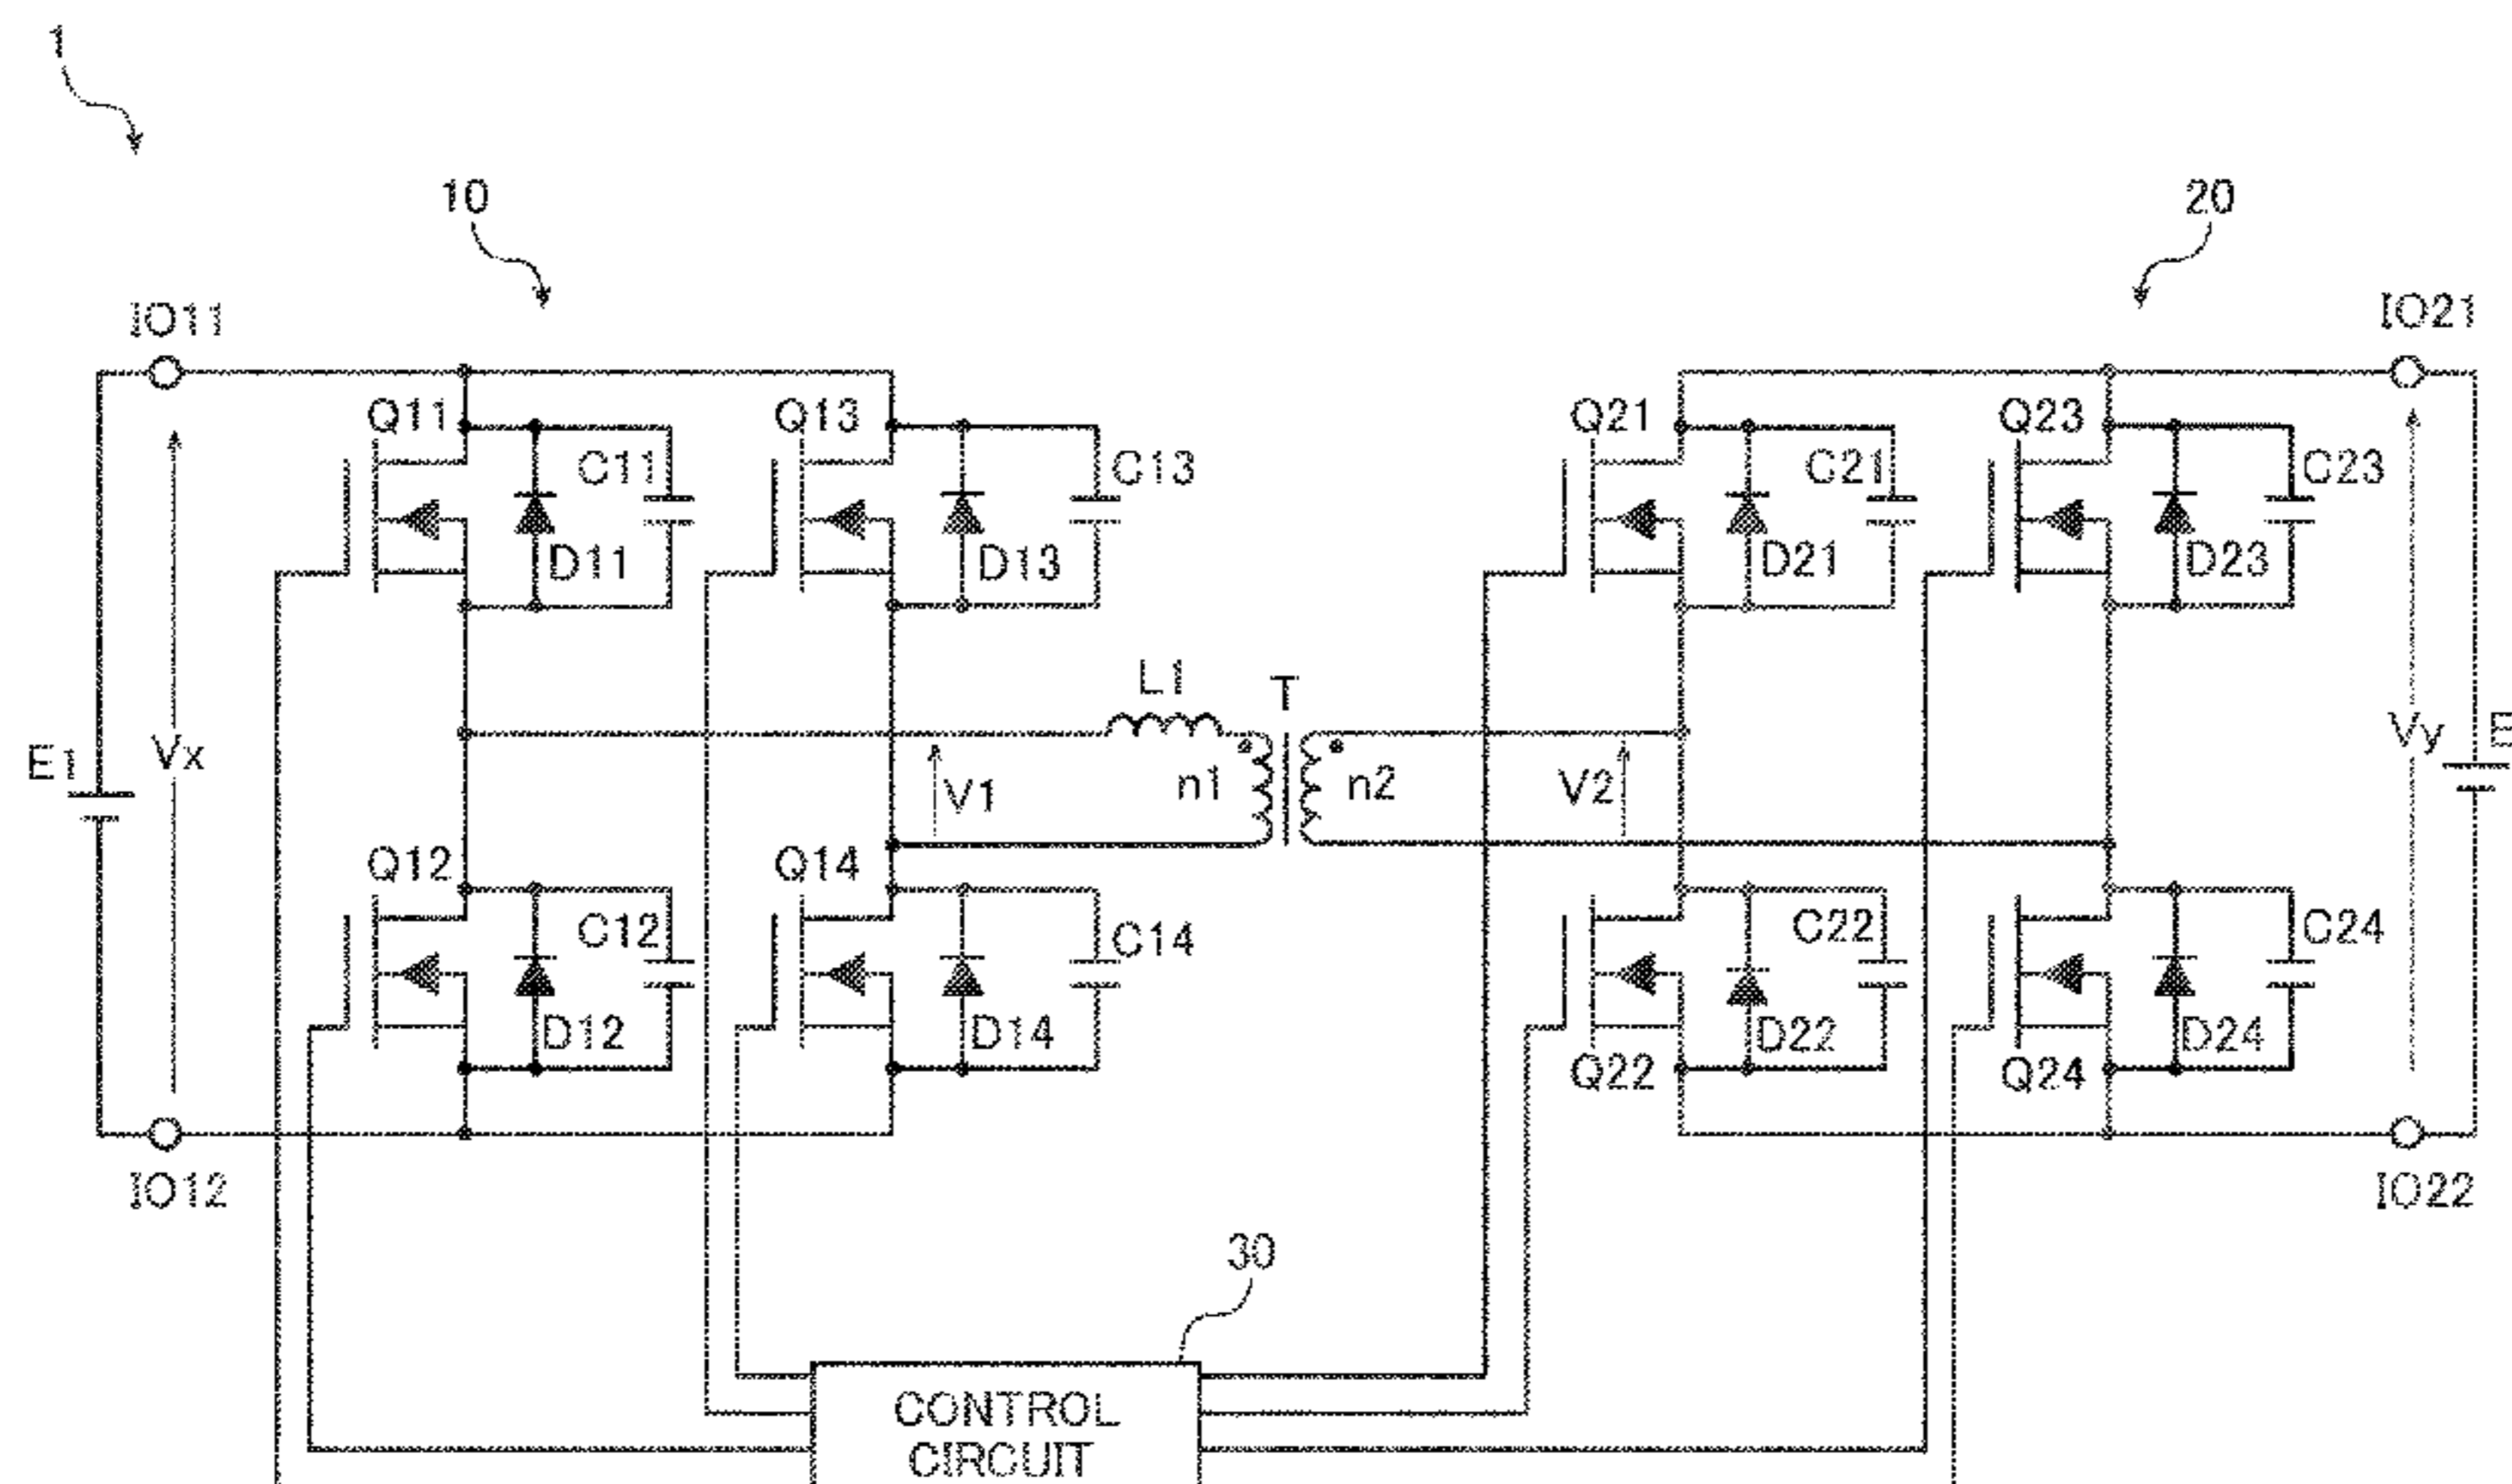 1
10
20
IO11
IO21
Q11
Q13
Q21
Q23
C11
C13
C21
C23
D11
D13
D21
D23
L1
T
E1
Vx
V1
n1
n2
V2
Vy
E
Q12
Q14
C12
C14
C22
C24
D12
D14
D22
D24
Q22
Q24
IO12
IO22
30
CONTROL
CIRCUIT